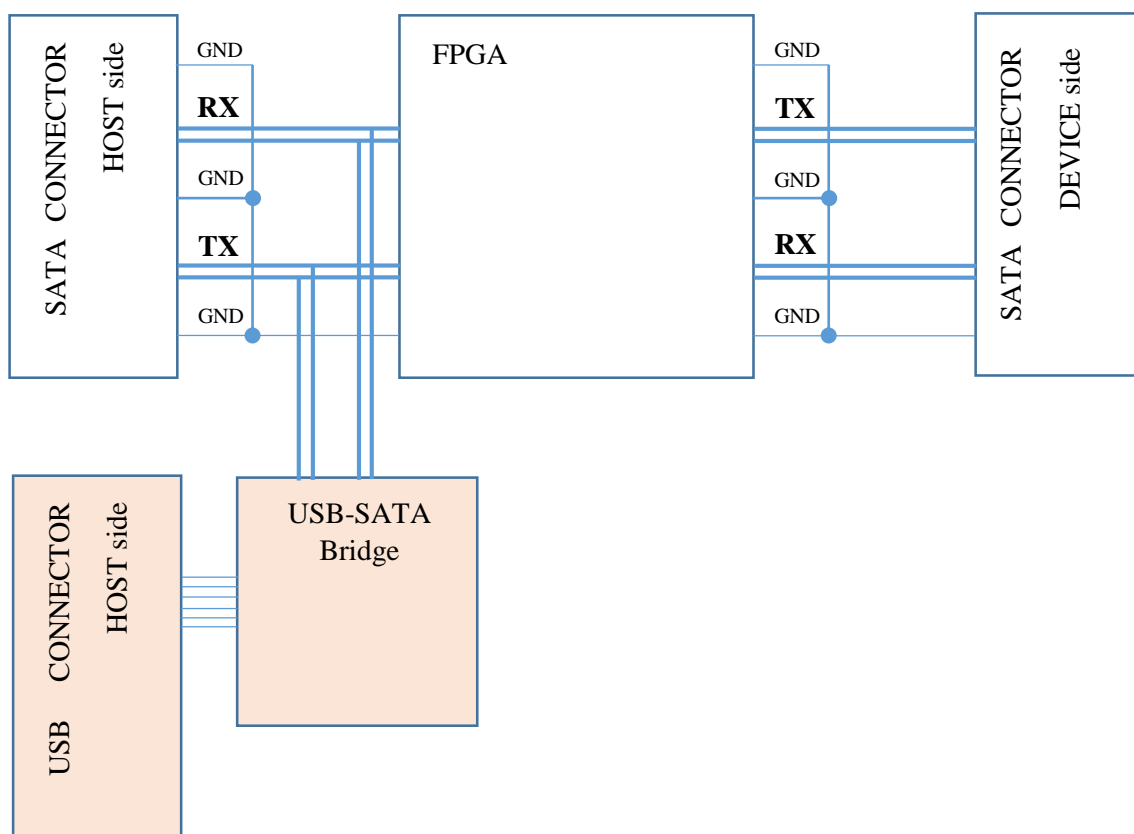 SATA CONNECTOR
HOST side
GND
RX
GND
TX
GND
FPGA
GND
TX
GND
RX
GND
SATA CONNECTOR
DEVICE side
USB CONNECTOR
HOST side
USB-SATA
Bridge